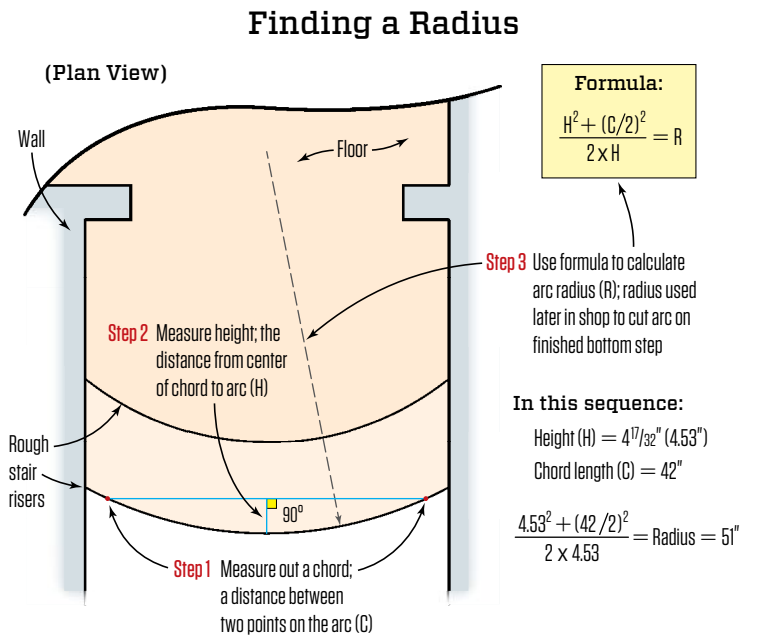 Finding a Radius
(Plan View)
Formula:
H² + (C/2)²
2 x H
= R
Wall
Floor
Step 3 Use formula to calculate
arc radius (R); radius used
later in shop to cut arc on
finished bottom step
Step 2 Measure height; the
distance from center
of chord to arc (H)
In this sequence:
Height (H) = 4 17/32" (4.53")
Chord length (C) = 42"
Rough
stair
risers
90°
4.53² + (42 /2)²
2 x 4.53
= Radius = 51"
Step 1 Measure out a chord;
a distance between
two points on the arc (C)